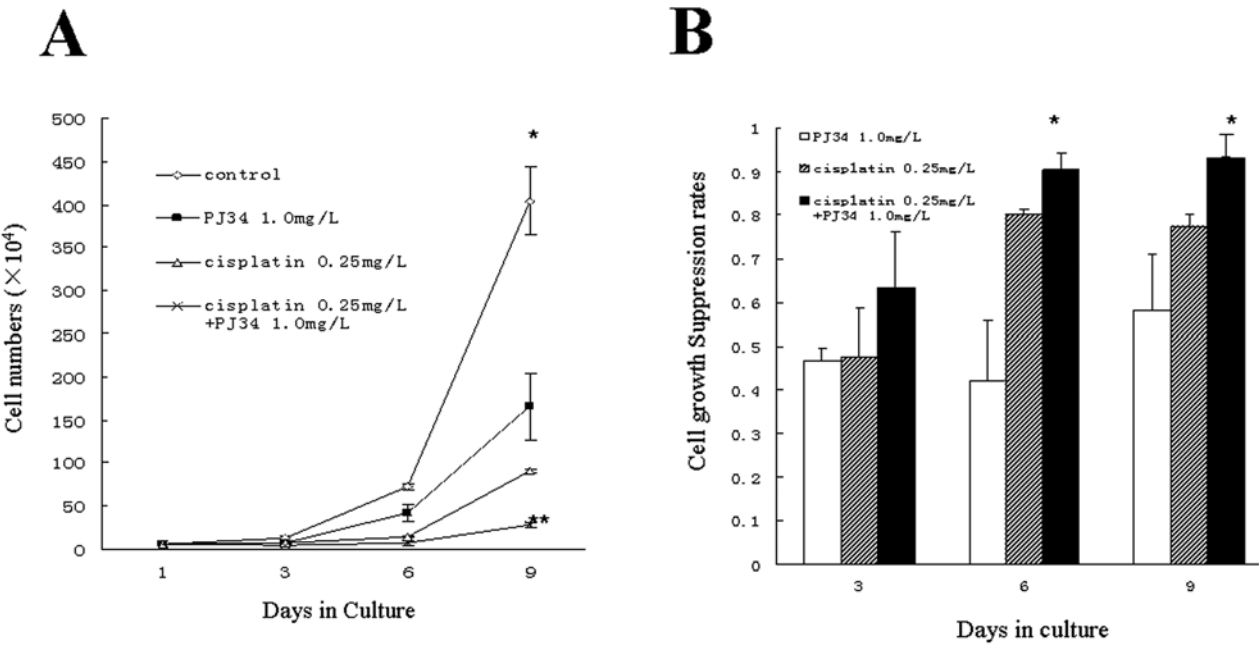 A
Cell numbers (×10⁴)
500
450
400
350
300
250
200
150
100
50
0
control
PJ34 1.0mg/L
cisplatin 0.25mg/L
cisplatin 0.25mg/L
+PJ34 1.0mg/L
*
**
1 3 6 9
Days in Culture
B
Cell growth Suppression rates
1
0.9
0.8
0.7
0.6
0.5
0.4
0.3
0.2
0.1
0
PJ34 1.0mg/L
cisplatin 0.25mg/L
cisplatin 0.25mg/L
+PJ34 1.0mg/L
* *
3 6 9
Days in culture